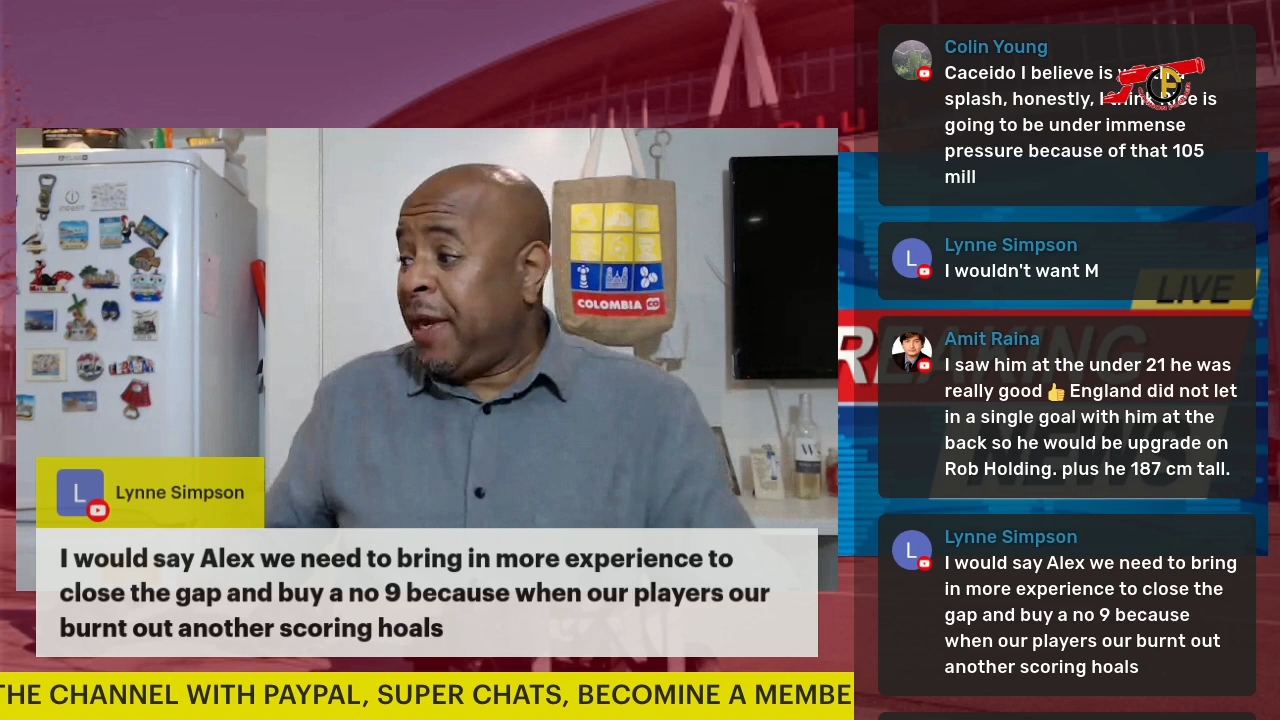 Colin Young
Caceido I believe is
splash, honestly, I think Rice is
going to be under immense
pressure because of that 105
mill
Lynne Simpson
I wouldn't want M
LIVE
Amit Raina
I saw him at the under 21 he was
really good 👍 England did not let
in a single goal with him at the
back so he would be upgrade on
Rob Holding. plus he 187 cm tall.
L
Lynne Simpson
I would say Alex we need to bring
in more experience to close the
gap and buy a no 9 because
when our players our burnt out
another scoring hoals
COLOMBIA CO
L
Lynne Simpson
I would say Alex we need to bring in more experience to
close the gap and buy a no 9 because when our players our
burnt out another scoring hoals
THE CHANNEL WITH PAYPAL, SUPER CHATS, BECOMINE A MEMBE